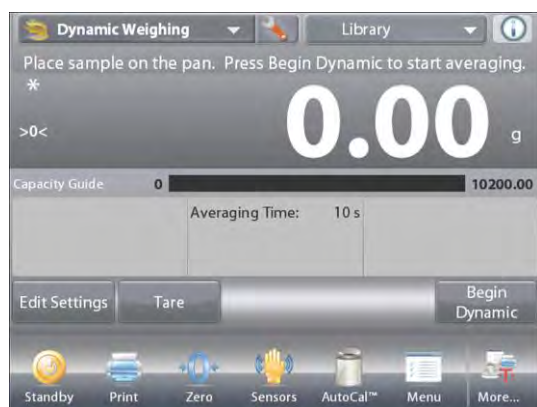 Dynamic Weighing Library
Place sample on the pan. Press Begin Dynamic to start averaging.
*
>0< 0.00 g
Capacity Guide 0 10200.00
Averaging Time: 10 s
Edit Settings Tare Begin
Dynamic
Standby Print Zero Sensors AutoCal™ Menu More...